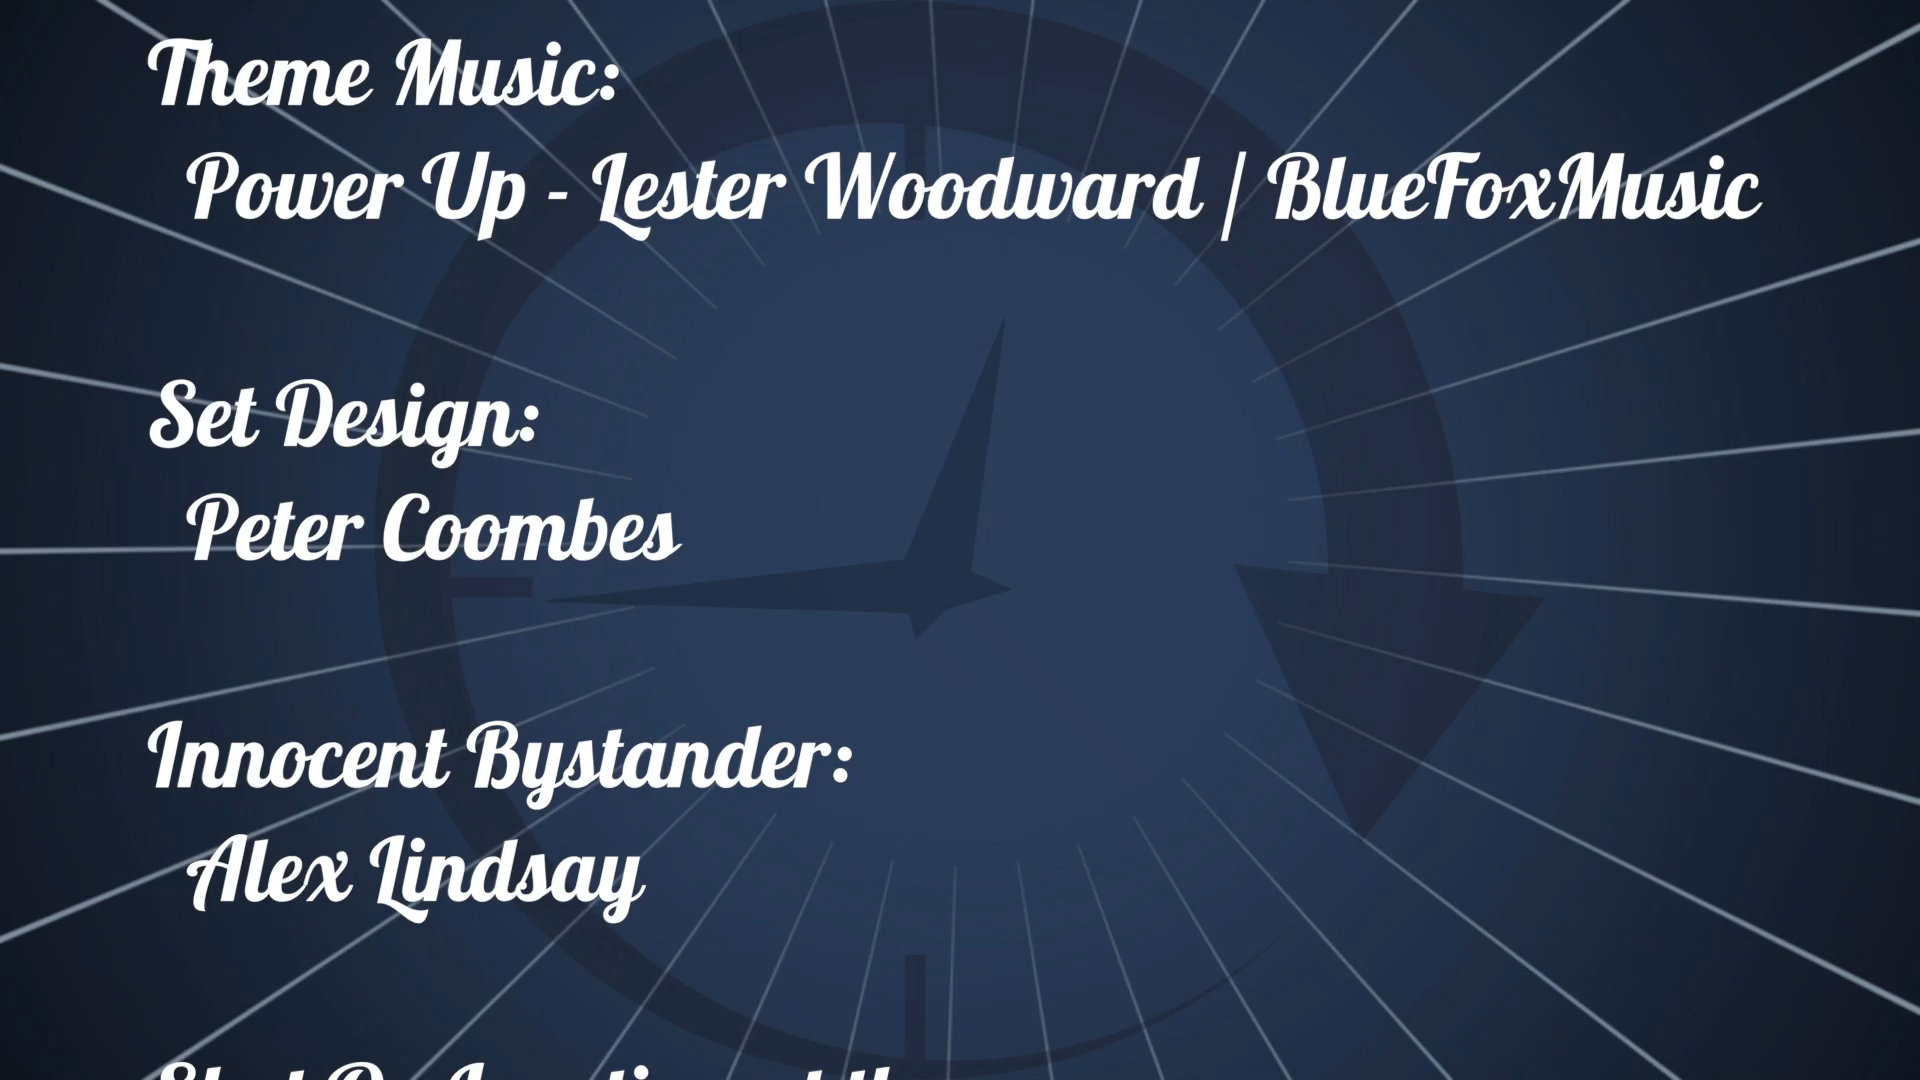 Theme Music:
Power Up - Lester Woodward / BlueFoxMusic
Set Design:
Peter Coombes
Innocent Bystander:
Alex Lindsay